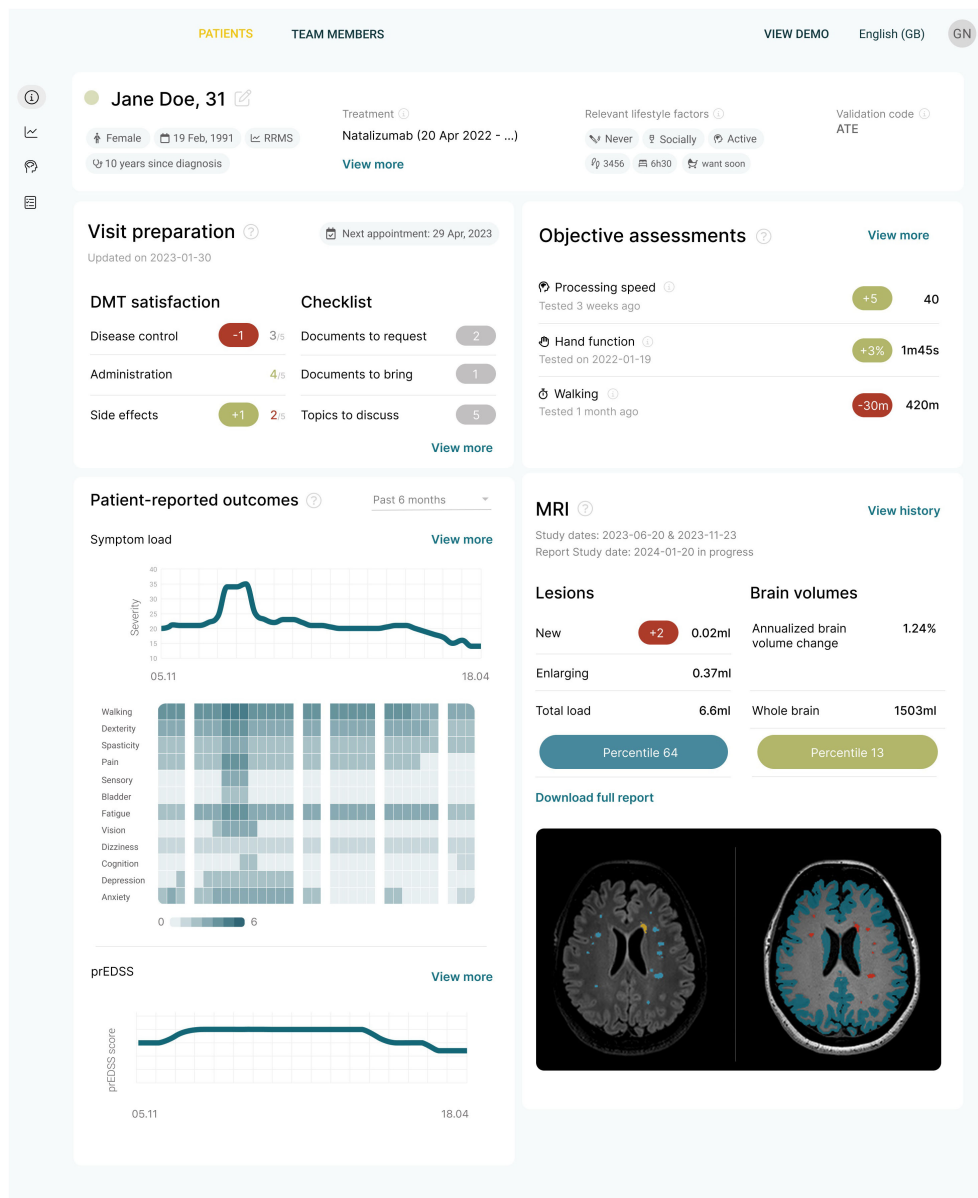 PATIENTS
TEAM MEMBERS
VIEW DEMO
English (GB)
GN
Jane Doe, 31
Female
19 Feb, 1991
RRMS
10 years since diagnosis
Treatment
Natalizumab (20 Apr 2022 - ...)
View more
Relevant lifestyle factors
Never
Socially
Active
3456
6h30
want soon
Validation code
ATE
Visit preparation
Next appointment: 29 Apr, 2023
Updated on 2023-01-30
DMT satisfaction
Disease control -1 3/5
Administration 4/5
Side effects +1 2/5
Checklist
Documents to request 2
Documents to bring 1
Topics to discuss 5
View more
Objective assessments
View more
Processing speed
Tested 3 weeks ago
+5 40
Hand function
Tested on 2022-01-19
+3% 1m45s
Walking
Tested 1 month ago
-30m 420m
Patient-reported outcomes
Past 6 months
Symptom load
View more
Severity
40
35
30
25
20
15
10
05.11
18.04
Walking
Dexterity
Spasticity
Pain
Sensory
Bladder
Fatigue
Vision
Dizziness
Cognition
Depression
Anxiety
0 6
prEDSS
View more
prEDSS score
05.11
18.04
MRI
View history
Study dates: 2023-06-20 & 2023-11-23
Report Study date: 2024-01-20 in progress
Lesions
New +2 0.02ml
Enlarging 0.37ml
Total load 6.6ml
Percentile 64
Brain volumes
Annualized brain
volume change
1.24%
Whole brain 1503ml
Percentile 13
Download full report